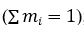 (∑ mᵢ = 1)